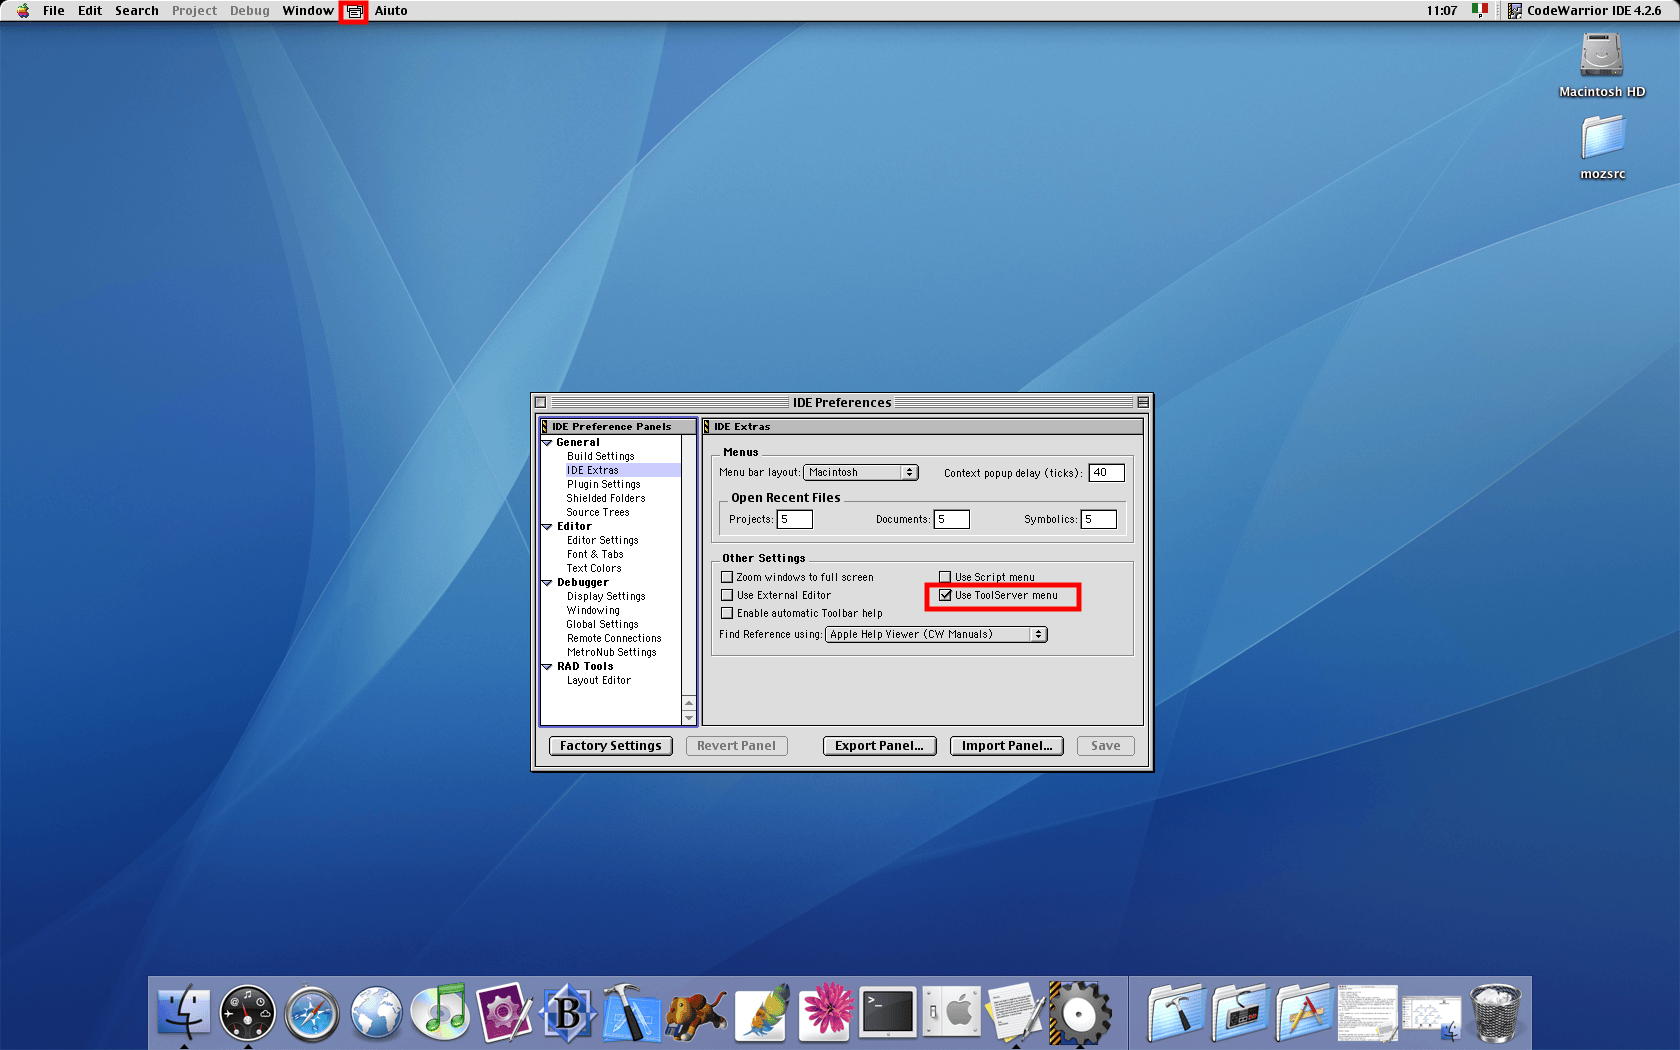 File Edit Search Project Debug Window Aiuto 11:07 CodeWarrior IDE 4.2.6
Macintosh HD
mozsrc
IDE Preferences
IDE Preference Panels
General
Build Settings
IDE Extras
Plugin Settings
Shielded Folders
Source Trees
Editor
Editor Settings
Font & Tabs
Text Colors
Debugger
Display Settings
Windowing
Global Settings
Remote Connections
MetroNub Settings
RAD Tools
Layout Editor
IDE Extras
Menus
Menu bar layout: Macintosh Context popup delay (ticks): 40
Open Recent Files
Projects: 5 Documents: 5 Symbolics: 5
Other Settings
Zoom windows to full screen Use Script menu
Use External Editor Use ToolServer menu
Enable automatic Toolbar help
Find Reference using: Apple Help Viewer (CW Manuals)
Factory Settings Revert Panel Export Panel... Import Panel... Save